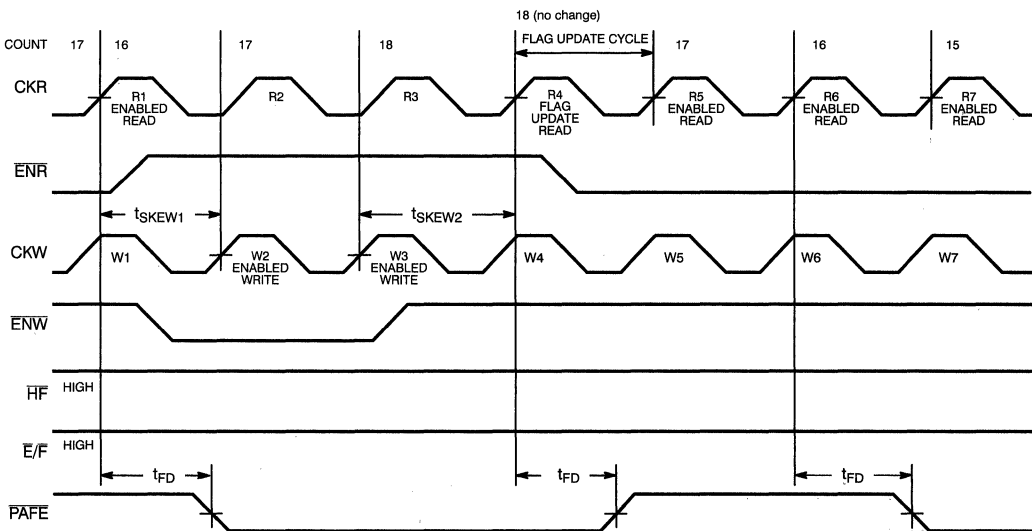 18 (no change)
COUNT 17 16 17 18 FLAG UPDATE CYCLE 17 16 15
CKR
R1
ENABLED
READ
R2
R3
R4
FLAG
UPDATE
READ
R5
ENABLED
READ
R6
ENABLED
READ
R7
ENABLED
READ
ENR
tSKEW1
tSKEW2
CKW
W1
W2
ENABLED
WRITE
W3
ENABLED
WRITE
W4
W5
W6
W7
ENW
HF HIGH
E/F HIGH
tFD
tFD
tFD
PAFE